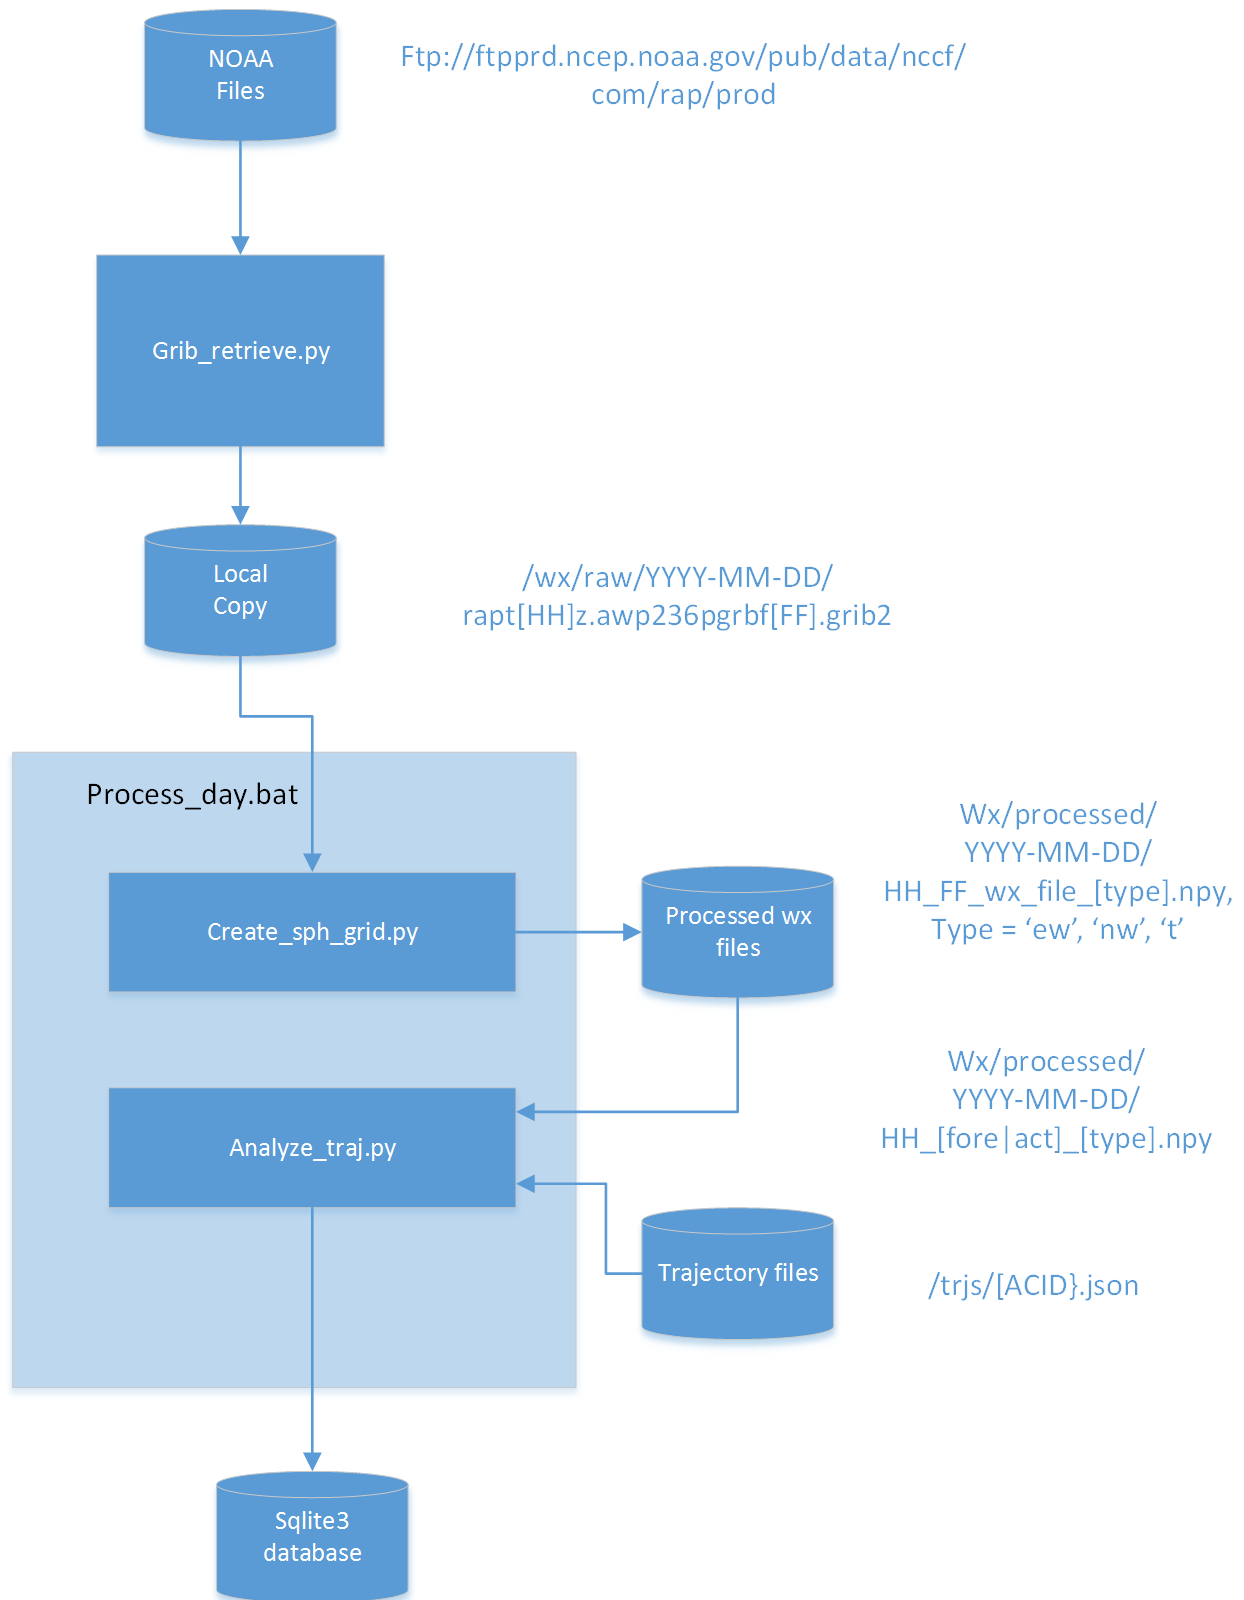 NOAA
Files
Ftp://ftpprd.ncep.noaa.gov/pub/data/nccf/
com/rap/prod
Grib_retrieve.py
Local
Copy
/wx/raw/YYYY-MM-DD/
rapt[HH]z.awp236pgrbf[FF].grib2
Process_day.bat
Create_sph_grid.py
Processed wx
files
Wx/processed/
YYYY-MM-DD/
HH_FF_wx_file_[type].npy,
Type = ‘ew’, ‘nw’, ‘t’
Analyze_traj.py
Wx/processed/
YYYY-MM-DD/
HH_[fore|act]_[type].npy
Trajectory files
/trjs/[ACID}.json
Sqlite3
database